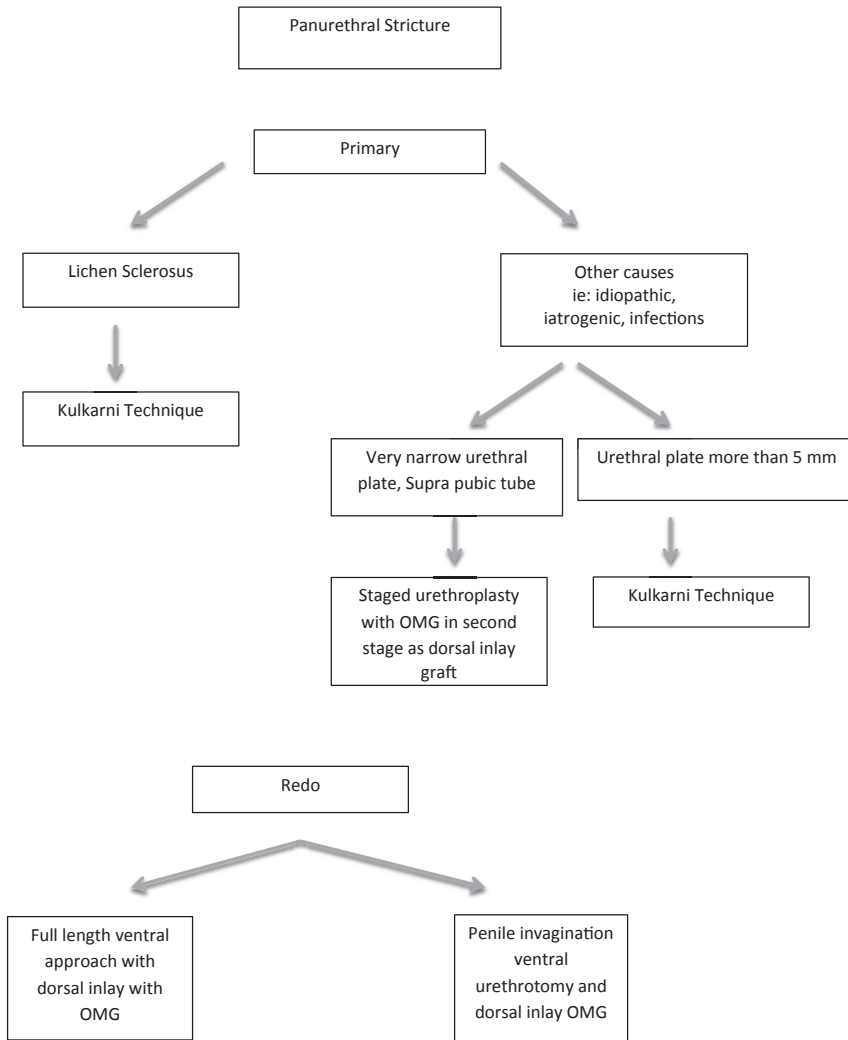 Panurethral Stricture
Primary
Lichen Sclerosus
Other causes
ie: idiopathic,
iatrogenic, infections
Kulkarni Technique
Very narrow urethral
plate, Supra pubic tube
Urethral plate more than 5 mm
Staged urethroplasty
with OMG in second
stage as dorsal inlay
graft
Kulkarni Technique
Redo
Full length ventral
approach with
dorsal inlay with
OMG
Penile invagination
ventral
urethrotomy and
dorsal inlay OMG